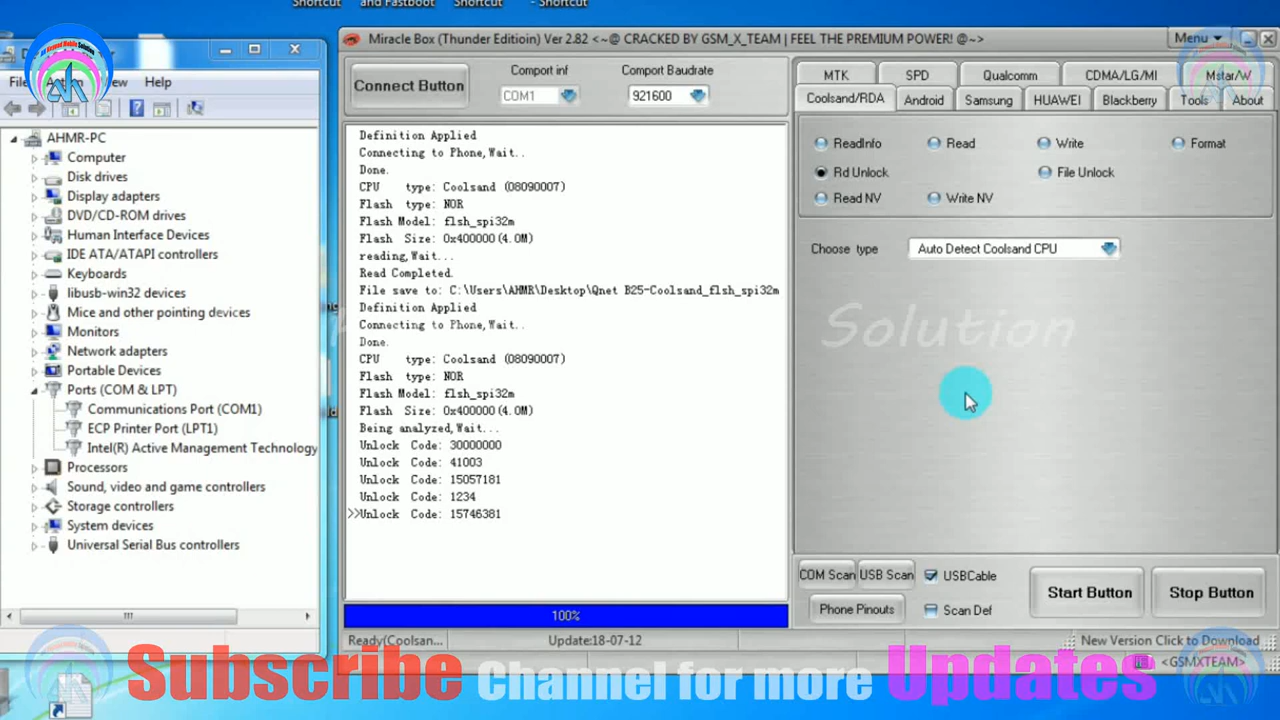 Shortcut and Fastboot Shortcut - Shortcut
Miracle Box (Thunder Editioin) Ver 2.82 <~@ CRACKED BY GSM_X_TEAM | FEEL THE PREMIUM POWER! @~>
Menu
File
Help
AHMR-PC
Computer
Disk drives
Display adapters
DVD/CD-ROM drives
Human Interface Devices
IDE ATA/ATAPI controllers
Keyboards
libusb-win32 devices
Mice and other pointing devices
Monitors
Network adapters
Portable Devices
Ports (COM & LPT)
Communications Port (COM1)
ECP Printer Port (LPT1)
Intel(R) Active Management Technology
Processors
Sound, video and game controllers
Storage controllers
System devices
Universal Serial Bus controllers
Connect Button
Comport inf
COM1
Comport Baudrate
921600
Definition Applied
Connecting to Phone,Wait..
Done.
CPU type: Coolsand (08090007)
Flash type: NOR
Flash Model: flsh_spi32m
Flash Size: 0x400000(4.0M)
reading,Wait...
Read Completed.
File save to: C:\Users\AHMR\Desktop\Qnet B25-Coolsand_flsh_spi32m
Definition Applied
Connecting to Phone,Wait..
Done.
CPU type: Coolsand (08090007)
Flash type: NOR
Flash Model: flsh_spi32m
Flash Size: 0x400000(4.0M)
Being analyzed,Wait...
Unlock Code: 30000000
Unlock Code: 41003
Unlock Code: 15057181
Unlock Code: 1234
>>Unlock Code: 15746381
100%
Ready(Coolsan...
Update:18-07-12
MTK SPD Qualcomm CDMA/LG/MI Mstar/W
Coolsand/RDA Android Samsung HUAWEI Blackberry Tools About
ReadInfo Read Write Format
Rd Unlock File Unlock
Read NV Write NV
Choose type Auto Detect Coolsand CPU
Solution
COM Scan USB Scan USBCable
Phone Pinouts Scan Def
Start Button Stop Button
New Version Click to Download
<GSMXTEAM>
Subscribe Channel for more Updates